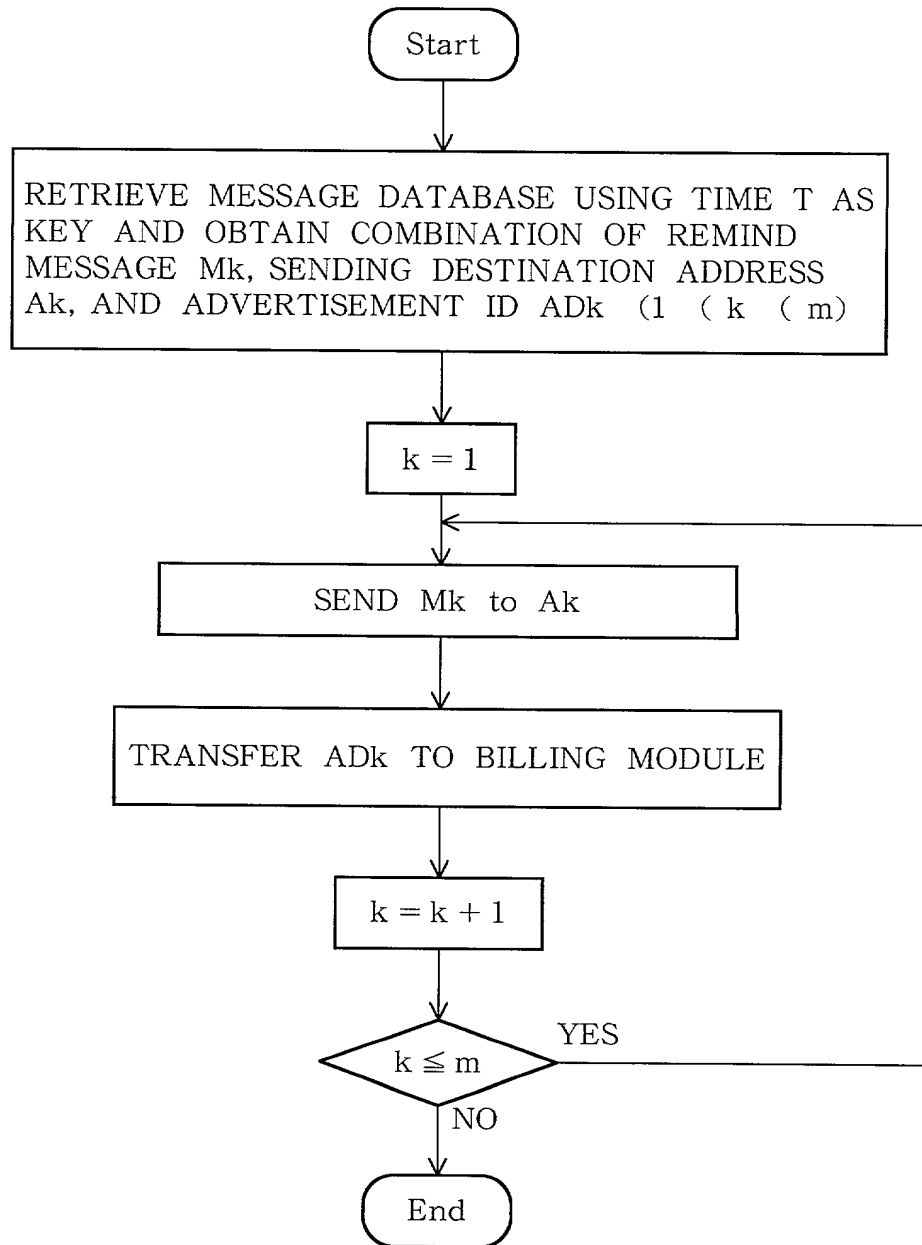 Start
RETRIEVE MESSAGE DATABASE USING TIME T AS
KEY AND OBTAIN COMBINATION OF REMIND
MESSAGE Mk, SENDING DESTINATION ADDRESS
Ak, AND ADVERTISEMENT ID ADk (1 ( k ( m)
k = 1
SEND Mk to Ak
TRANSFER ADk TO BILLING MODULE
k = k + 1
k ≦ m
YES
NO
End